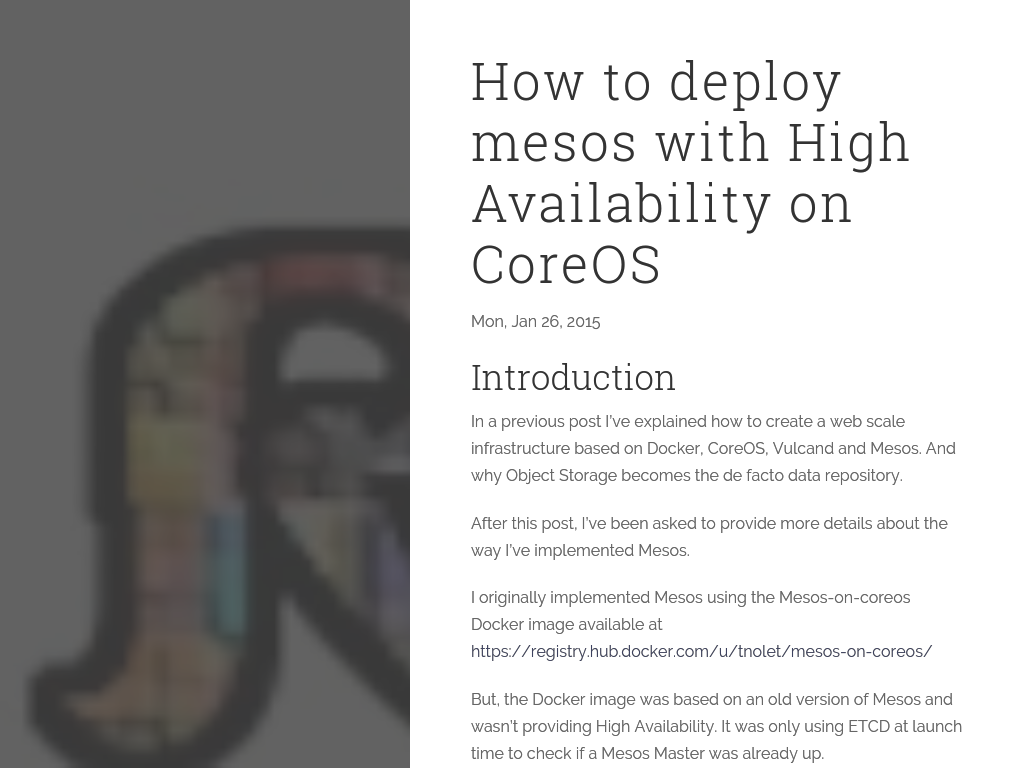 How to deploy
mesos with High
Availability on
CoreOS
Mon, Jan 26, 2015
Introduction
In a previous post I've explained how to create a web scale
infrastructure based on Docker, CoreOS, Vulcand and Mesos. And
why Object Storage becomes the de facto data repository.
After this post, I've been asked to provide more details about the
way I've implemented Mesos.
I originally implemented Mesos using the Mesos-on-coreos
Docker image available at
https://registry.hub.docker.com/u/tnolet/mesos-on-coreos/
But, the Docker image was based on an old version of Mesos and
wasn't providing High Availability. It was only using ETCD at launch
time to check if a Mesos Master was already up.